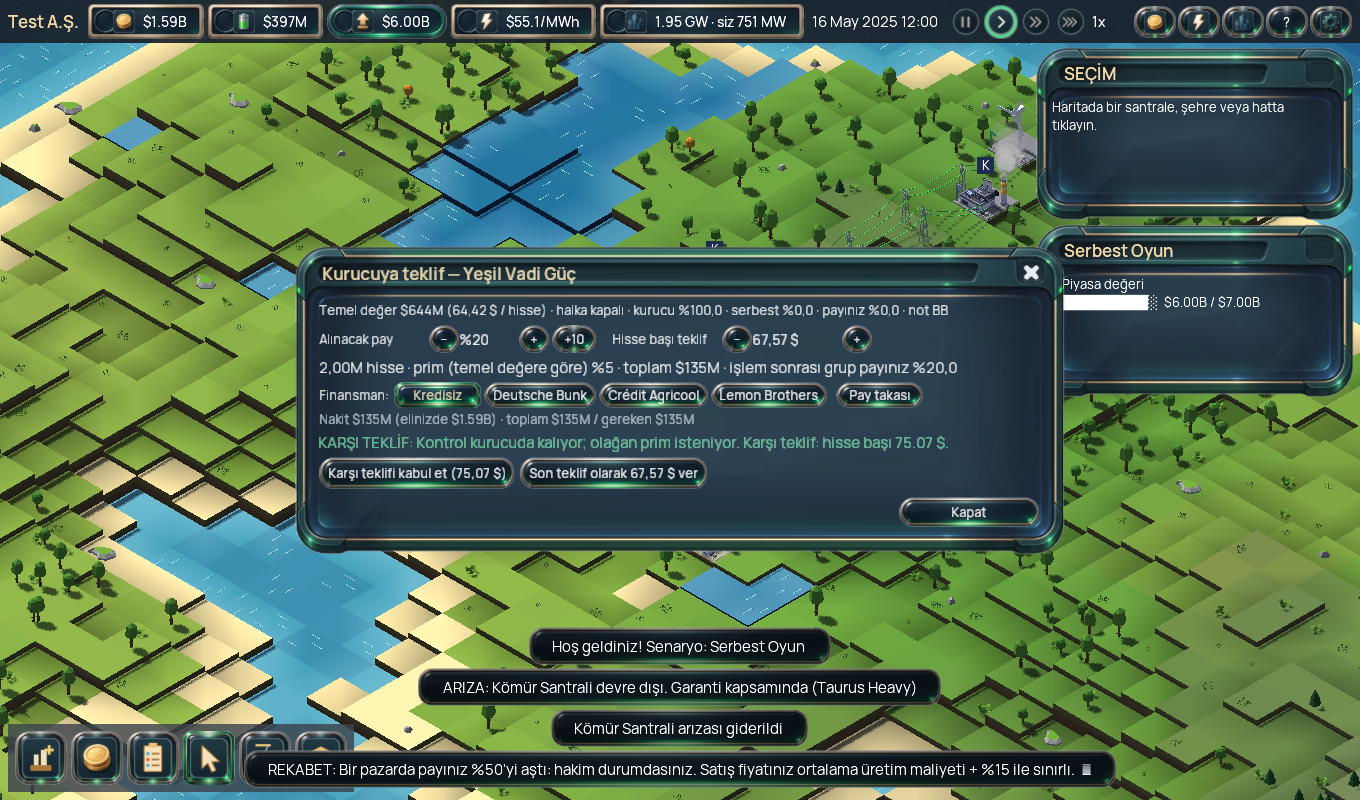 Test A.Ş. $1.59B $397M $6.00B $55.1/MWh 1.95 GW · siz 751 MW 16 May 2025 12:00 1x ?
SEÇİM
Haritada bir santrale, şehre veya hatta
tıklayın.
K
Serbest Oyun
Piyasa değeri
$6.00B / $7.00B
Kurucuya teklif — Yeşil Vadi Güç
Temel değer $644M (64,42 $ / hisse) · halka kapalı · kurucu %100,0 · serbest %0,0 · payınız %0,0 · not BB
Alınacak pay − %20 + +10 Hisse başı teklif − 67,57 $ +
2,00M hisse · prim (temel değere göre) %5 · toplam $135M · işlem sonrası grup payınız %20,0
Finansman: Kredisiz Deutsche Bunk Crédit Agricool Lemon Brothers Pay takası
Nakit $135M (elinizde $1.59B) · toplam $135M / gereken $135M
KARŞI TEKLİF: Kontrol kurucuda kalıyor; olağan prim isteniyor. Karşı teklif: hisse başı 75.07 $.
Karşı teklifi kabul et (75,07 $) Son teklif olarak 67,57 $ ver
Kapat
Hoş geldiniz! Senaryo: Serbest Oyun
ARIZA: Kömür Santrali devre dışı. Garanti kapsamında (Taurus Heavy)
Kömür Santrali arızası giderildi
REKABET: Bir pazarda payınız %50'yi aştı: hakim durumdasınız. Satış fiyatınız ortalama üretim maliyeti + %15 ile sınırlı.